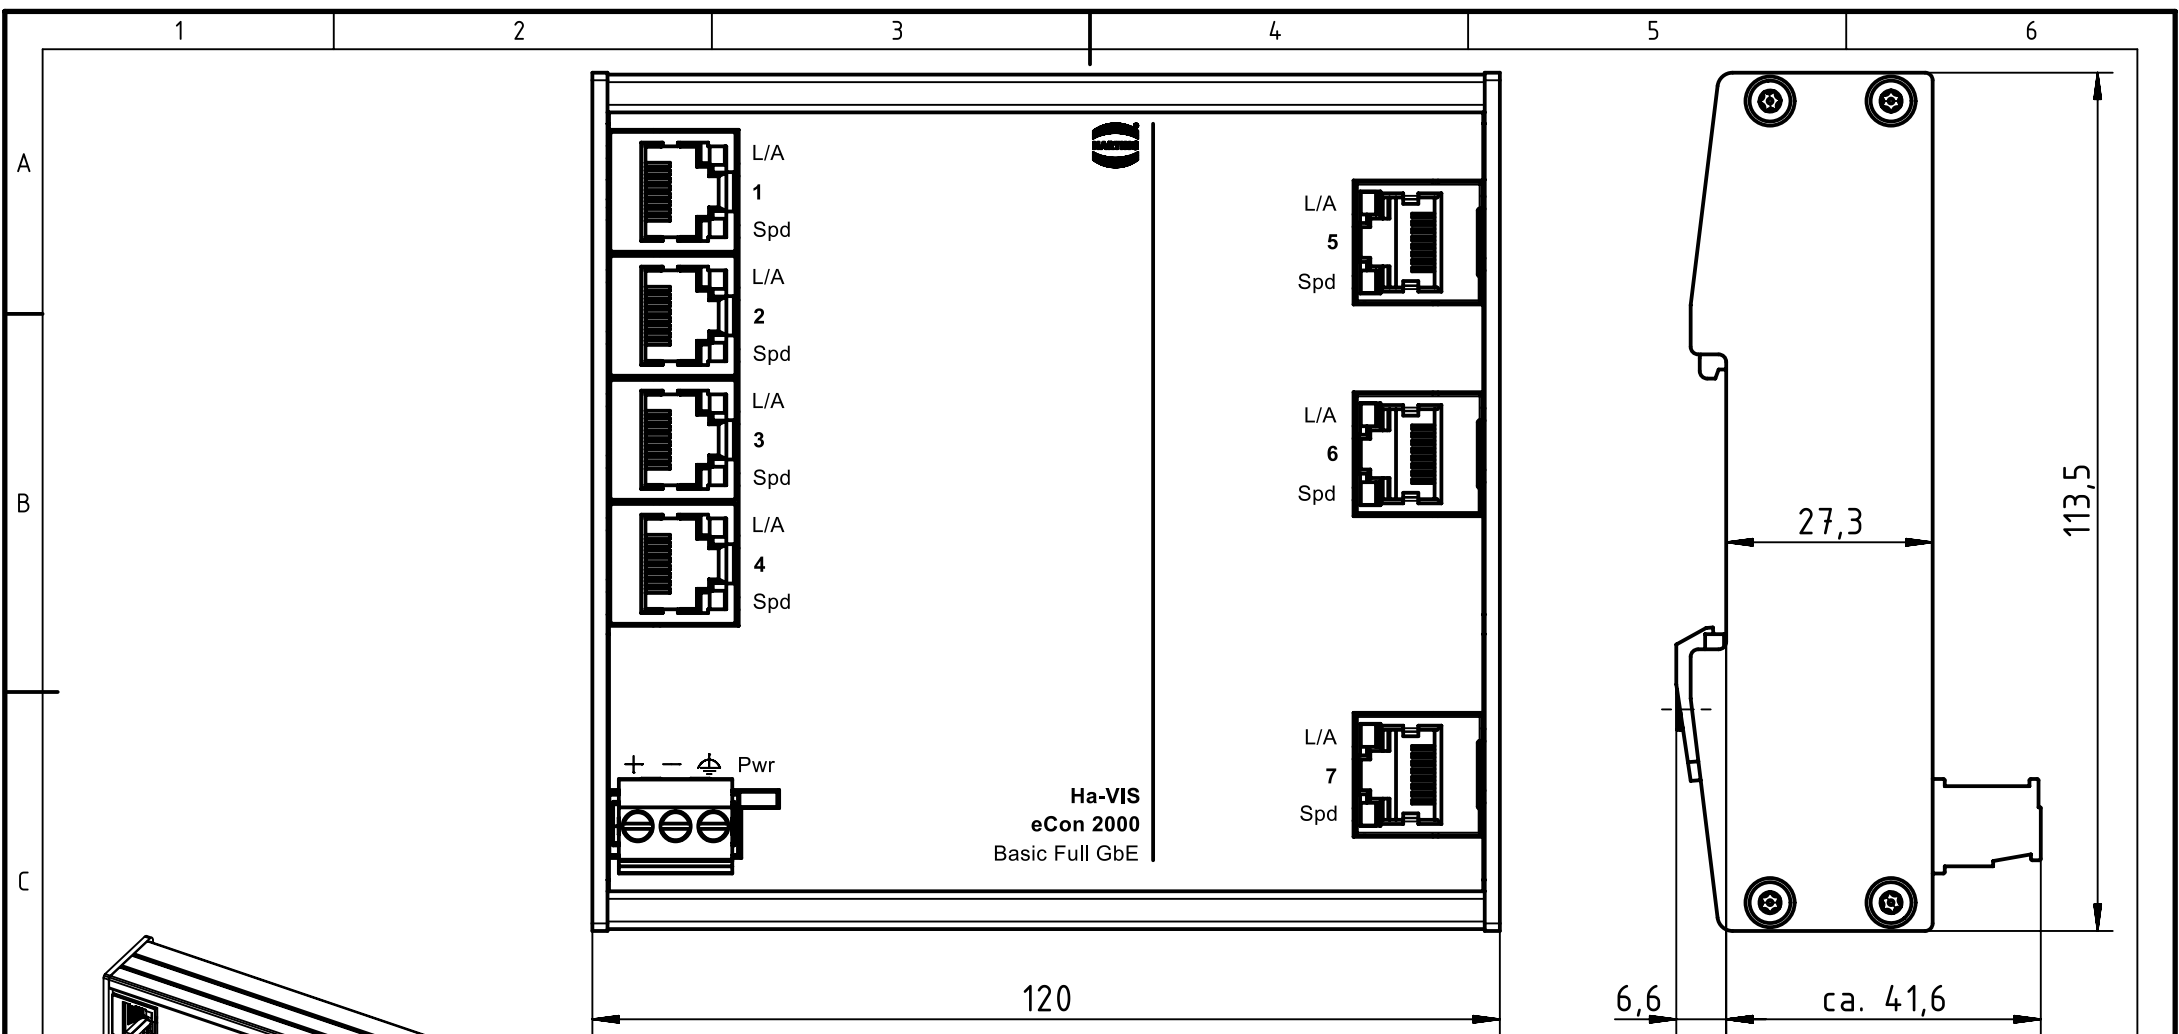 1 2 3 4 5 6
A
B
C
HARTING
L/A
1
Spd
L/A
2
Spd
L/A
3
Spd
L/A
4
Spd
+ − Pwr
L/A
5
Spd
L/A
6
Spd
L/A
7
Spd
Ha-VIS
eCon 2000
Basic Full GbE
27,3
113,5
120
6,6
ca. 41,6